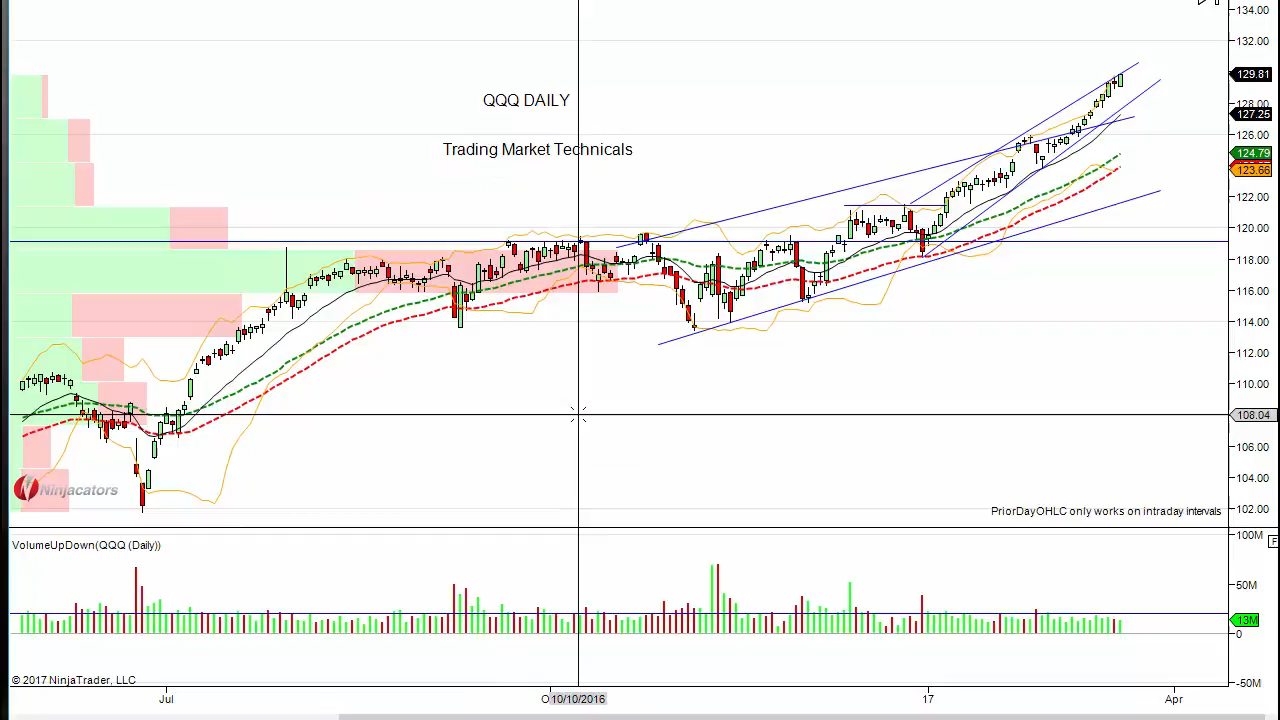 134.00
132.00
129.81
128.00
127.25
126.00
124.79
123.66
122.00
120.00
118.00
116.00
114.00
112.00
110.00
108.04
106.00
104.00
102.00
QQQ DAILY
Trading Market Technicals
Ninjacators
PriorDayOHLC only works on intraday intervals
VolumeUpDown(QQQ (Daily))
100M
F
50M
13M
0
-50M
© 2017 NinjaTrader, LLC
Jul
10/10/2016
17
Apr